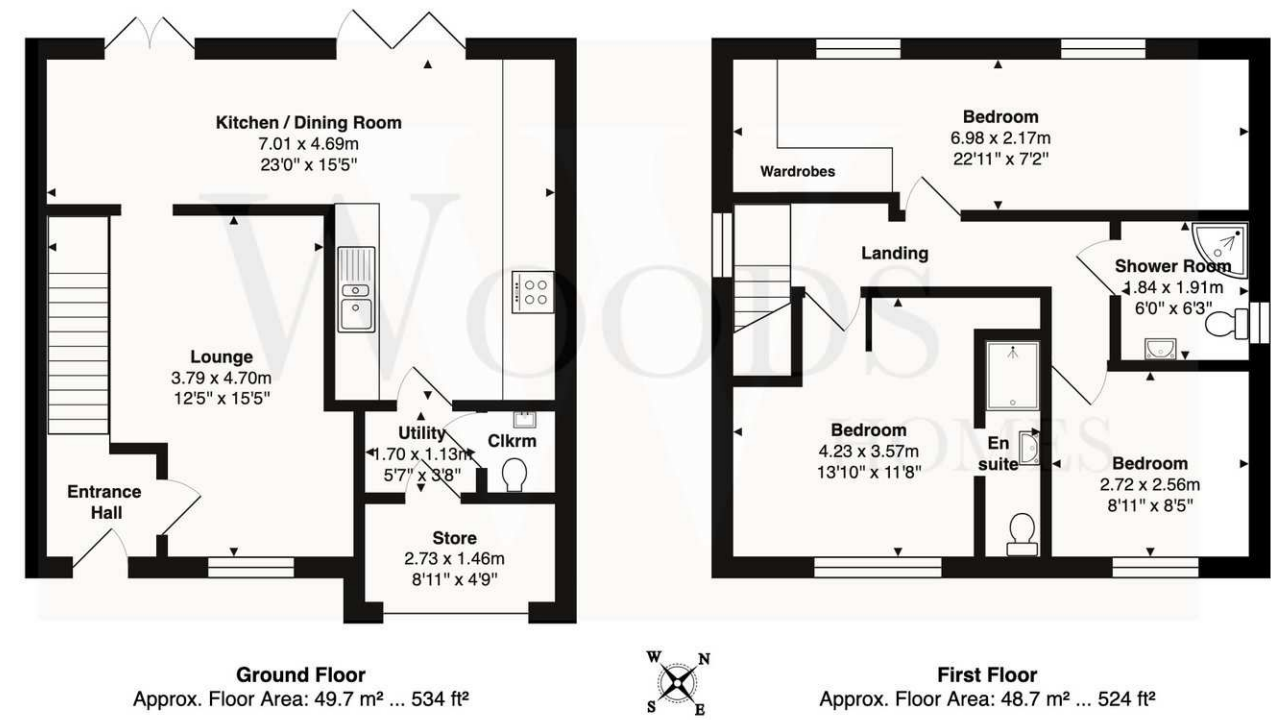 Kitchen / Dining Room
7.01 x 4.69m
23'0" x 15'5"
Lounge
3.79 x 4.70m
12'5" x 15'5"
Utility
1.70 x 1.13m
5'7" x 3'8"
Clkrm
Entrance
Hall
Store
2.73 x 1.46m
8'11" x 4'9"
Bedroom
6.98 x 2.17m
22'11" x 7'2"
Wardrobes
Landing
Shower Room
1.84 x 1.91m
6'0" x 6'3"
Bedroom
4.23 x 3.57m
13'10" x 11'8"
En
suite
Bedroom
2.72 x 2.56m
8'11" x 8'5"
WOODS
HOMES
Ground Floor
Approx. Floor Area: 49.7 m² ... 534 ft²
W N
S E
First Floor
Approx. Floor Area: 48.7 m² ... 524 ft²